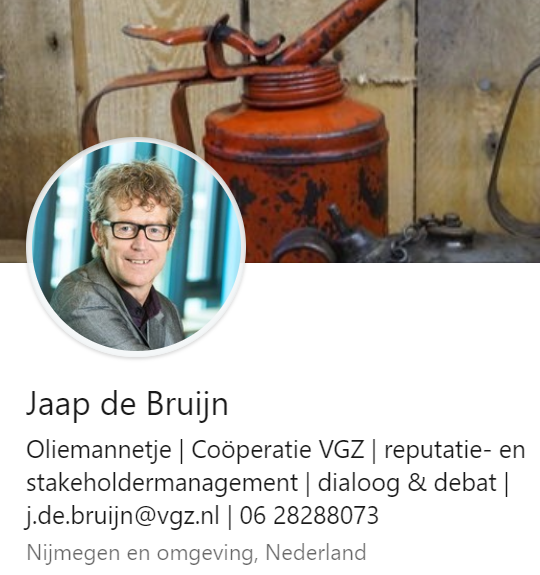 Jaap de Bruijn
Oliemannetje | Coöperatie VGZ | reputatie- en
stakeholdermanagement | dialoog & debat |
j.de.bruijn@vgz.nl | 06 28288073
Nijmegen en omgeving, Nederland